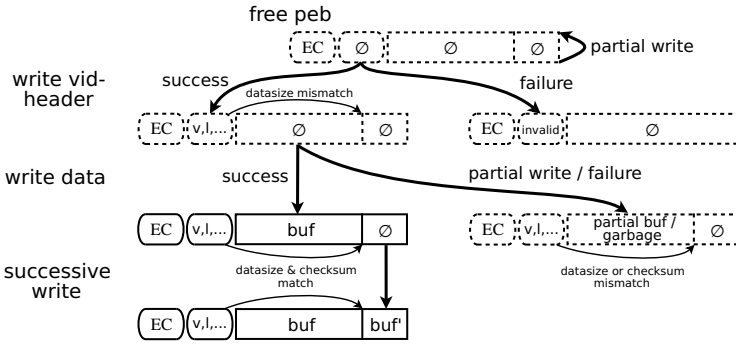 free peb
EC ∅ ∅ ∅ partial write
write vid-
header
success
failure
datasize mismatch
EC v,l,... ∅ ∅
EC invalid ∅
write data
success
partial write / failure
EC v,l,... buf ∅
EC v,l,... partial buf /
garbage ∅
datasize & checksum
match
datasize or checksum
mismatch
successive
write
EC v,l,... buf buf'